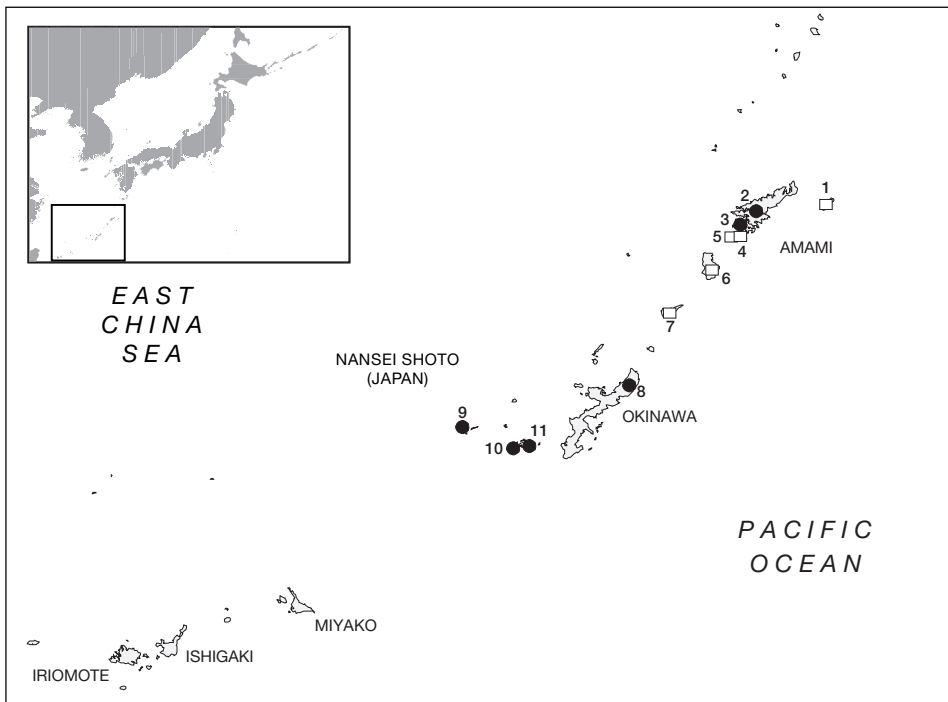 1
2
3
5
4
AMAMI
6
7
EAST
CHINA
SEA
NANSEI SHOTO
(JAPAN)
8
OKINAWA
9
11
10
PACIFIC
OCEAN
MIYAKO
ISHIGAKI
IRIOMOTE